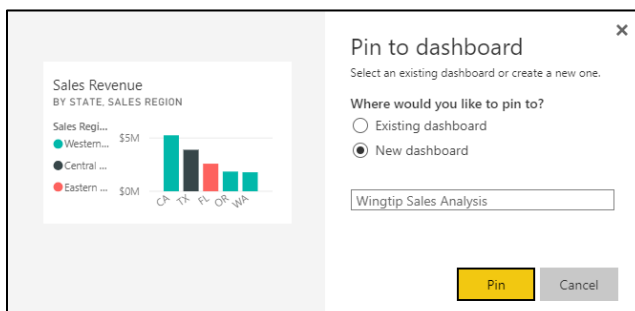 Sales Revenue
BY STATE, SALES REGION
Sales Regi...
Western...
Central ...
Eastern ...
$5M
$0M
CA
TX
FL
OR
WA
×
Pin to dashboard
Select an existing dashboard or create a new one.
Where would you like to pin to?
Existing dashboard
New dashboard
Wingtip Sales Analysis
Pin
Cancel